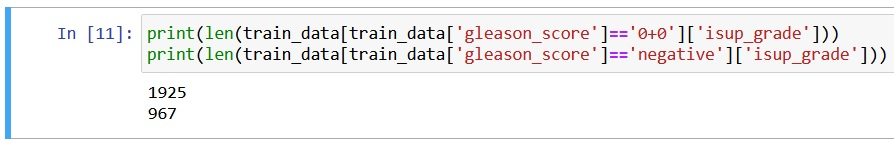 In [11]: print(len(train_data[train_data['gleason_score']=='0+0']['isup_grade']))
print(len(train_data[train_data['gleason_score']=='negative']['isup_grade']))
1925
967